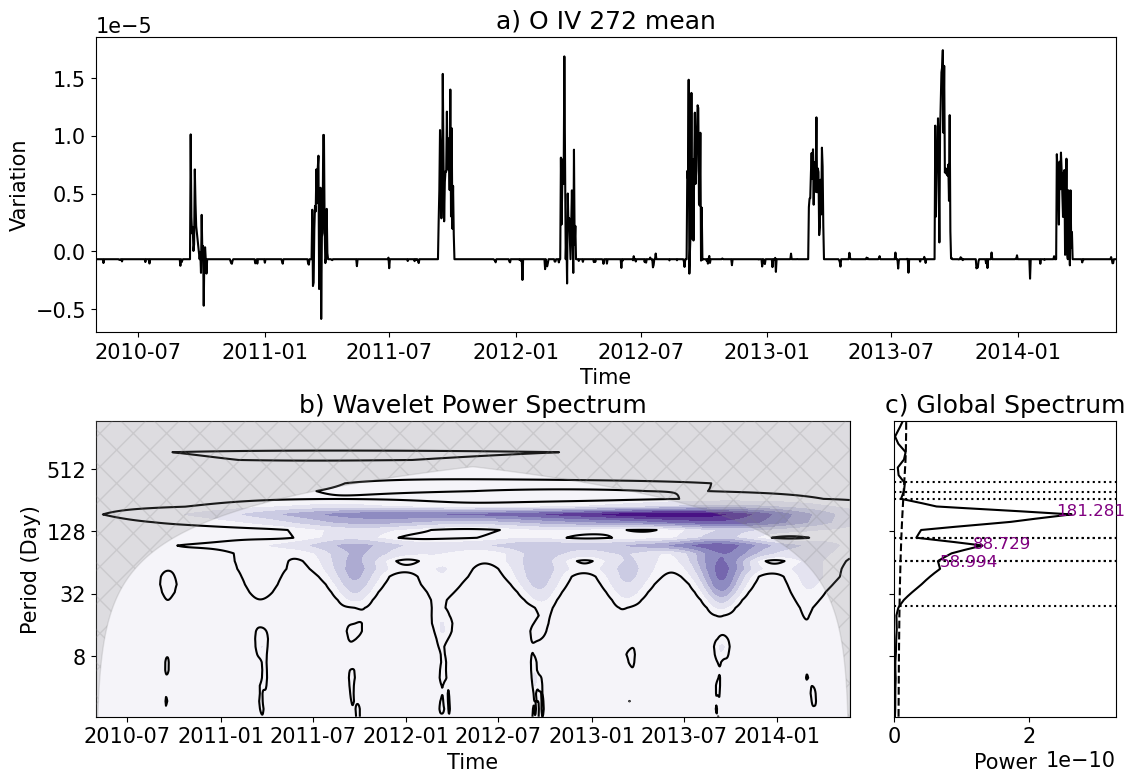 a) O IV 272 mean
1e−5
1.5
1.0
0.5
0.0
−0.5
Variation
2010-07 2011-01 2011-07 2012-01 2012-07 2013-01 2013-07 2014-01
Time
b) Wavelet Power Spectrum
512
128
32
8
Period (Day)
2010-07 2011-01 2011-07 2012-01 2012-07 2013-01 2013-07 2014-01
Time
c) Global Spectrum
181.281
88.729
58.994
0 2
Power 1e−10